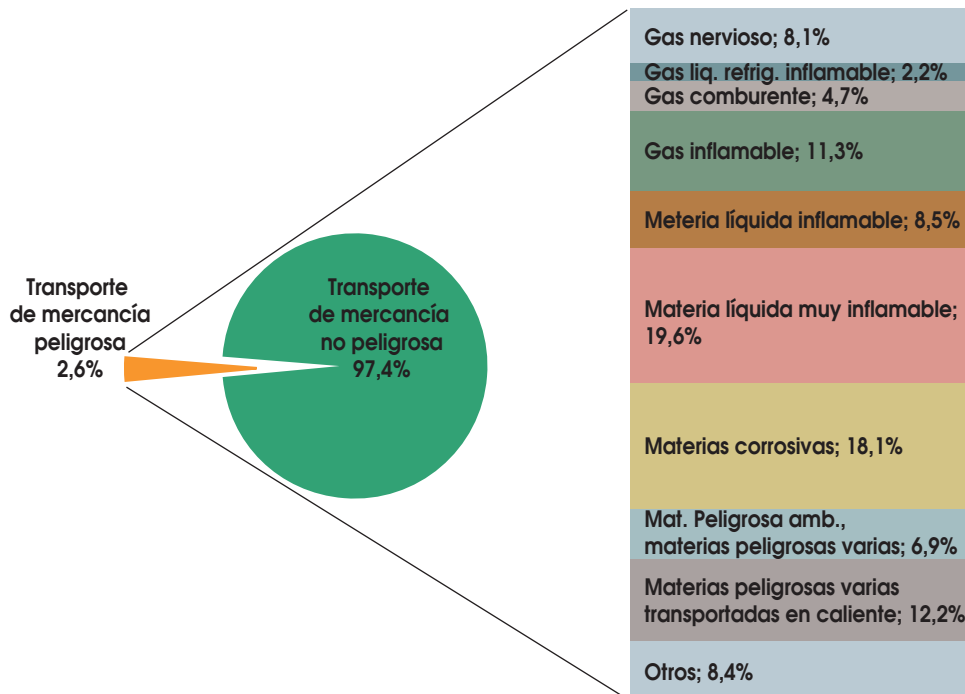 Transporte
de mercancía
peligrosa
2,6%
Transporte
de mercancía
no peligrosa
97,4%
Gas nervioso; 8,1%
Gas liq. refrig. inflamable; 2,2%
Gas comburente; 4,7%
Gas inflamable; 11,3%
Meteria líquida inflamable; 8,5%
Materia líquida muy inflamable;
19,6%
Materias corrosivas; 18,1%
Mat. Peligrosa amb.,
materias peligrosas varias; 6,9%
Materias peligrosas varias
transportadas en caliente; 12,2%
Otros; 8,4%